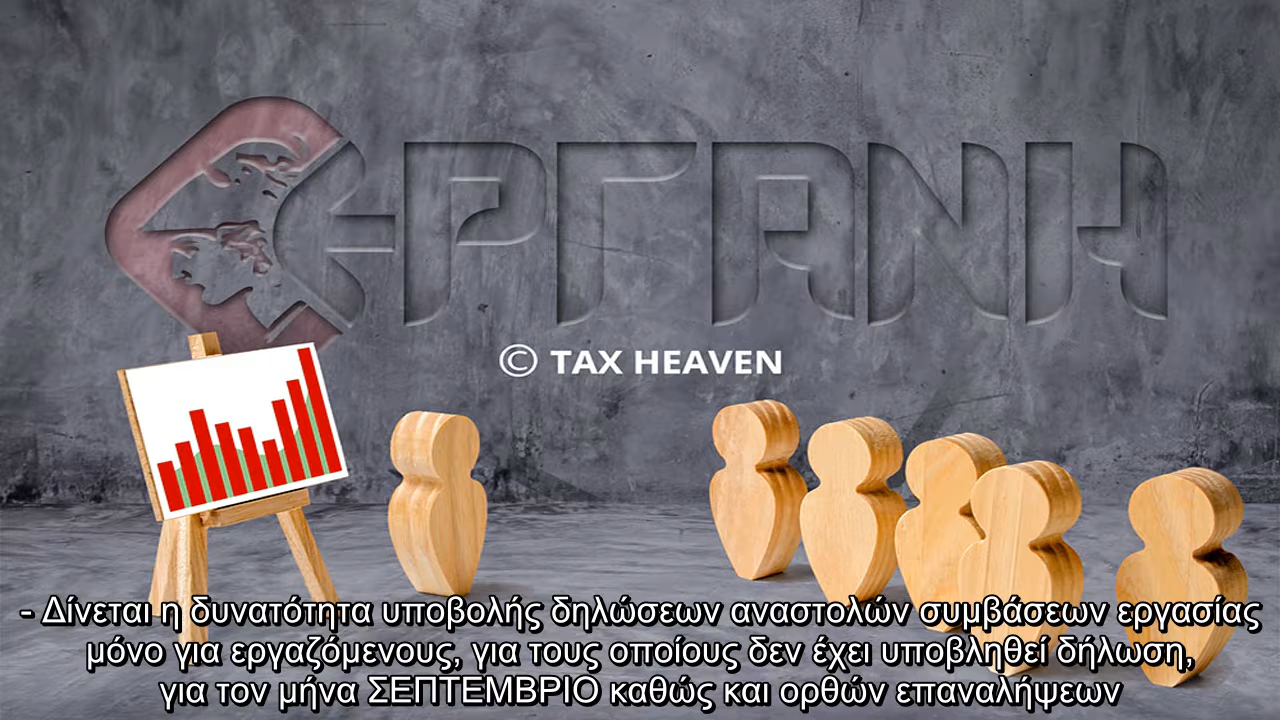 ΕΡΓΑΝΗ
© TAX HEAVEN
- Δίνεται η δυνατότητα υποβολής δηλώσεων αναστολών συμβάσεων εργασίας
μόνο για εργαζόμενους, για τους οποίους δεν έχει υποβληθεί δήλωση,
για τον μήνα ΣΕΠΤΕΜΒΡΙΟ καθώς και ορθών επαναλήψεων